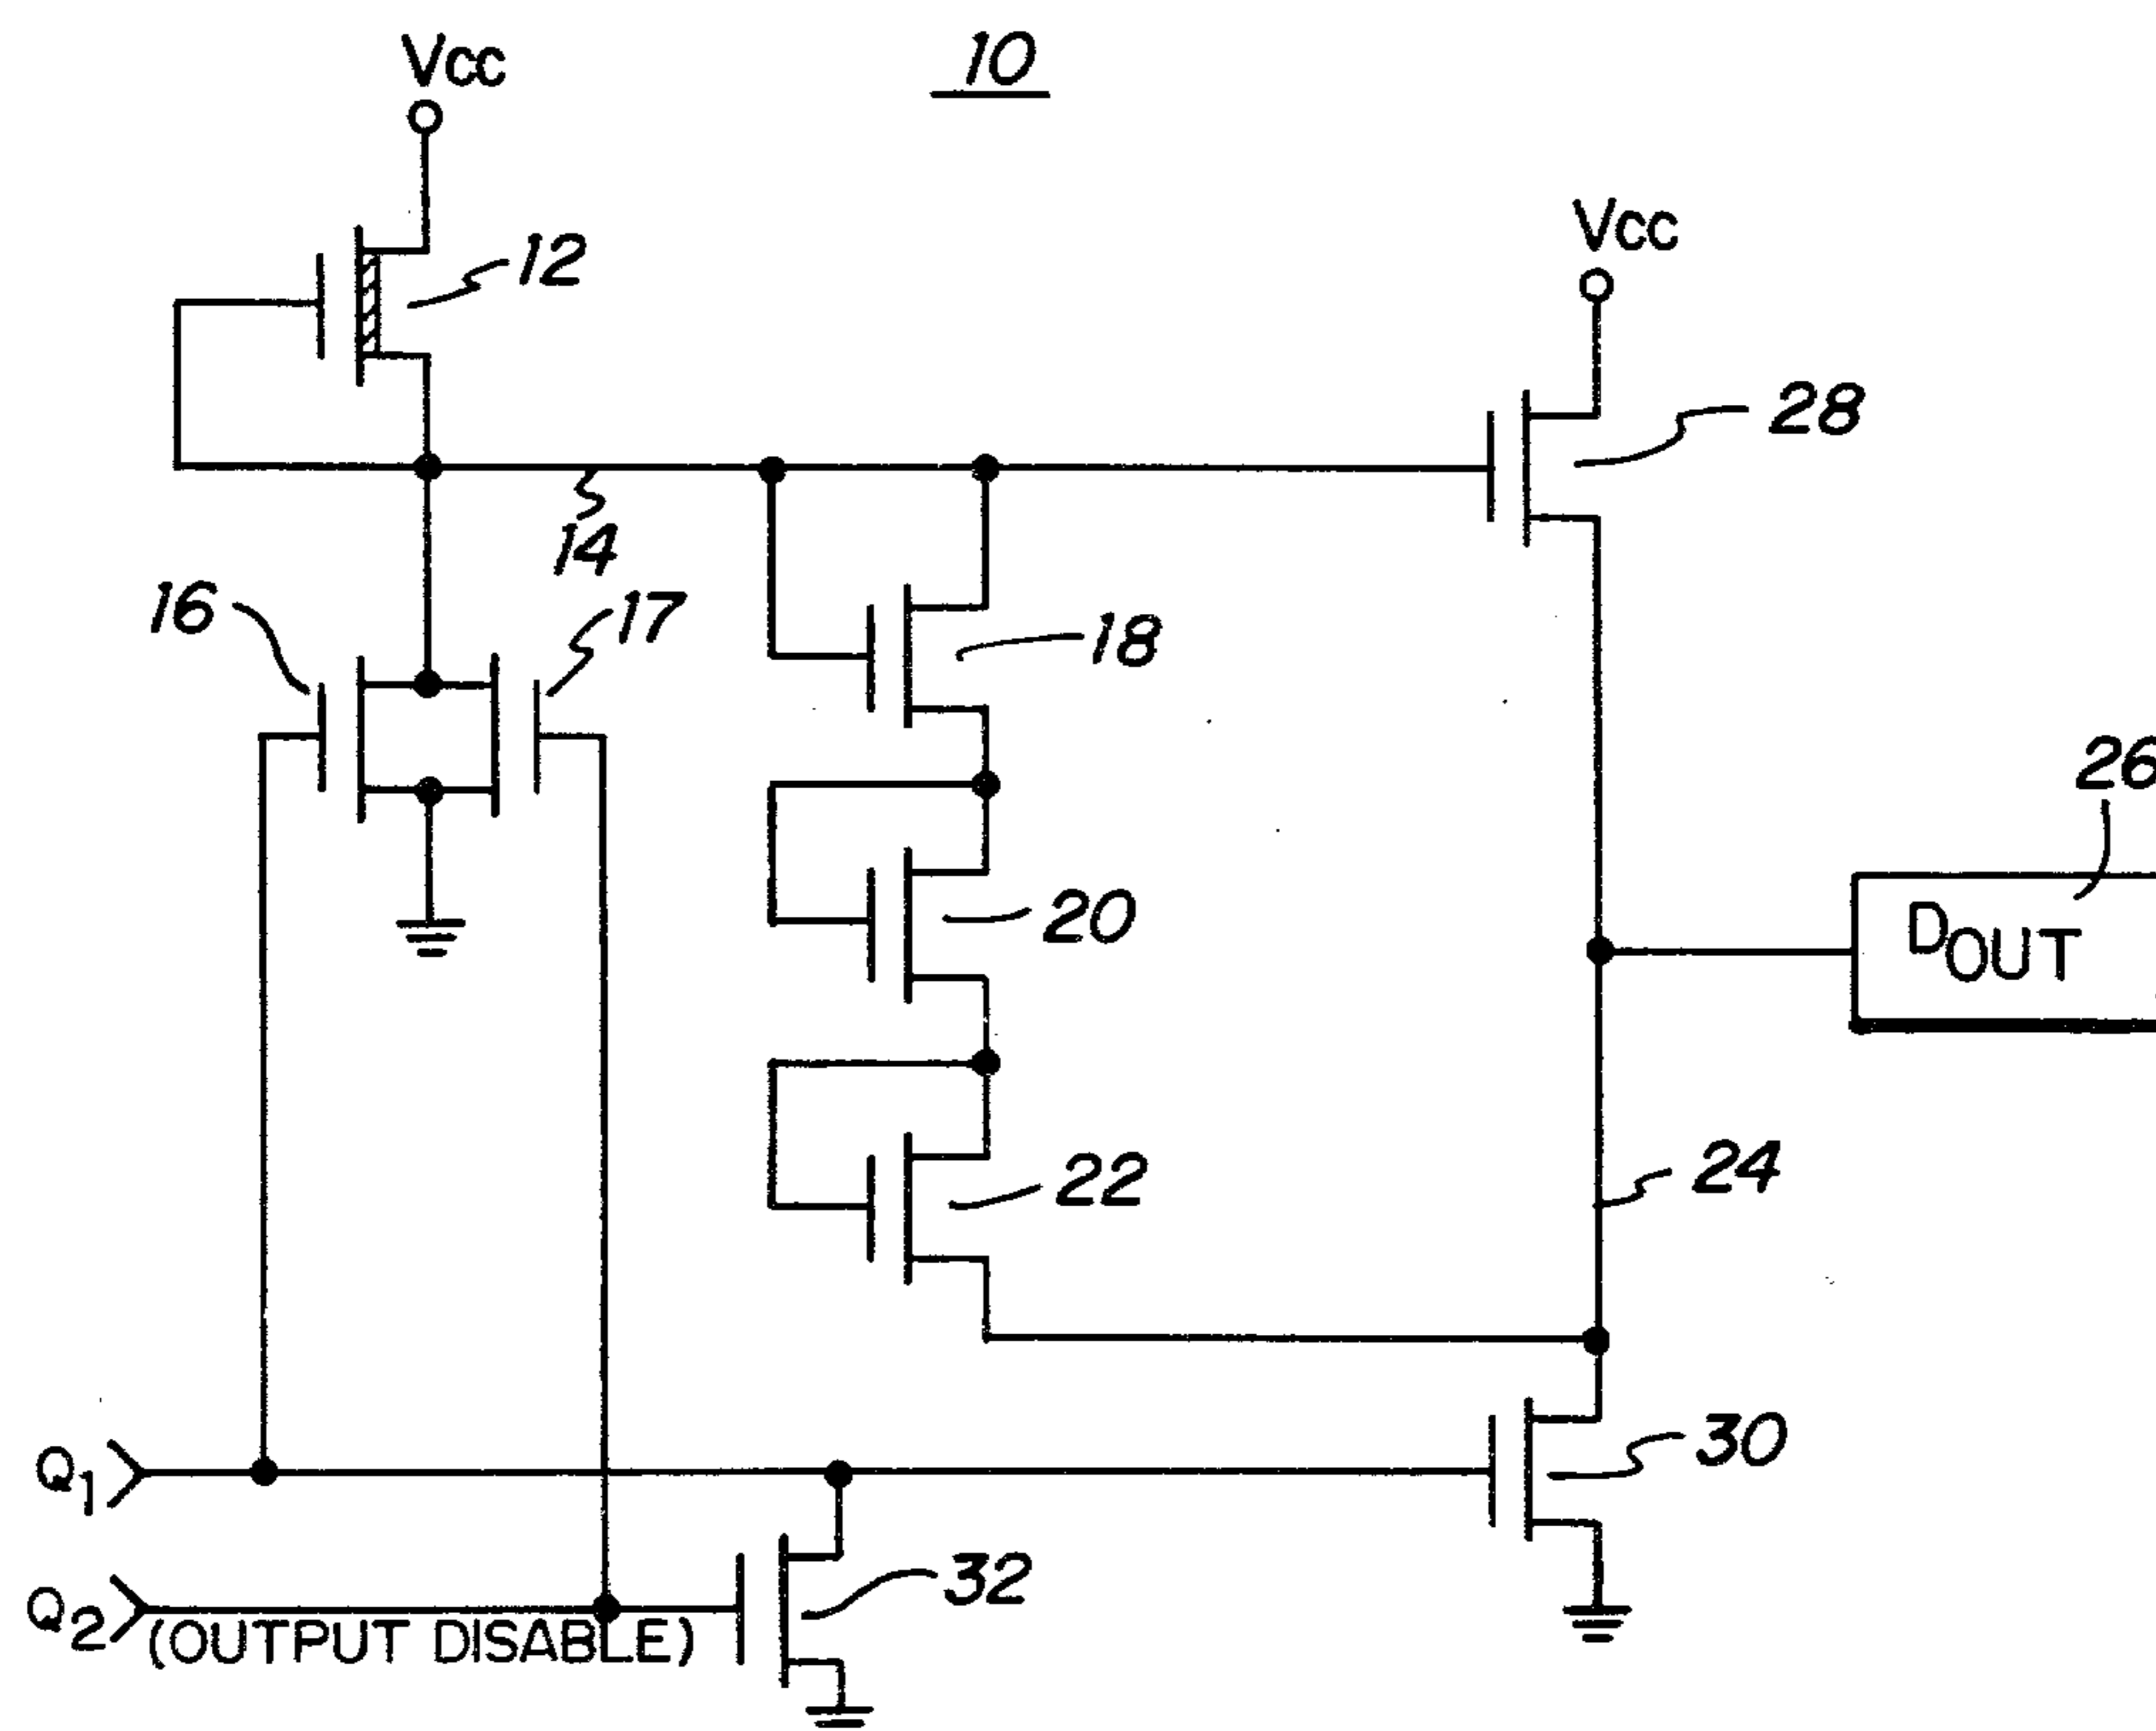 10
Vcc
Vcc
12
28
14
16
17
18
26
20
DOUT
22
24
Q1
30
Q2 (OUTPUT DISABLE)
32